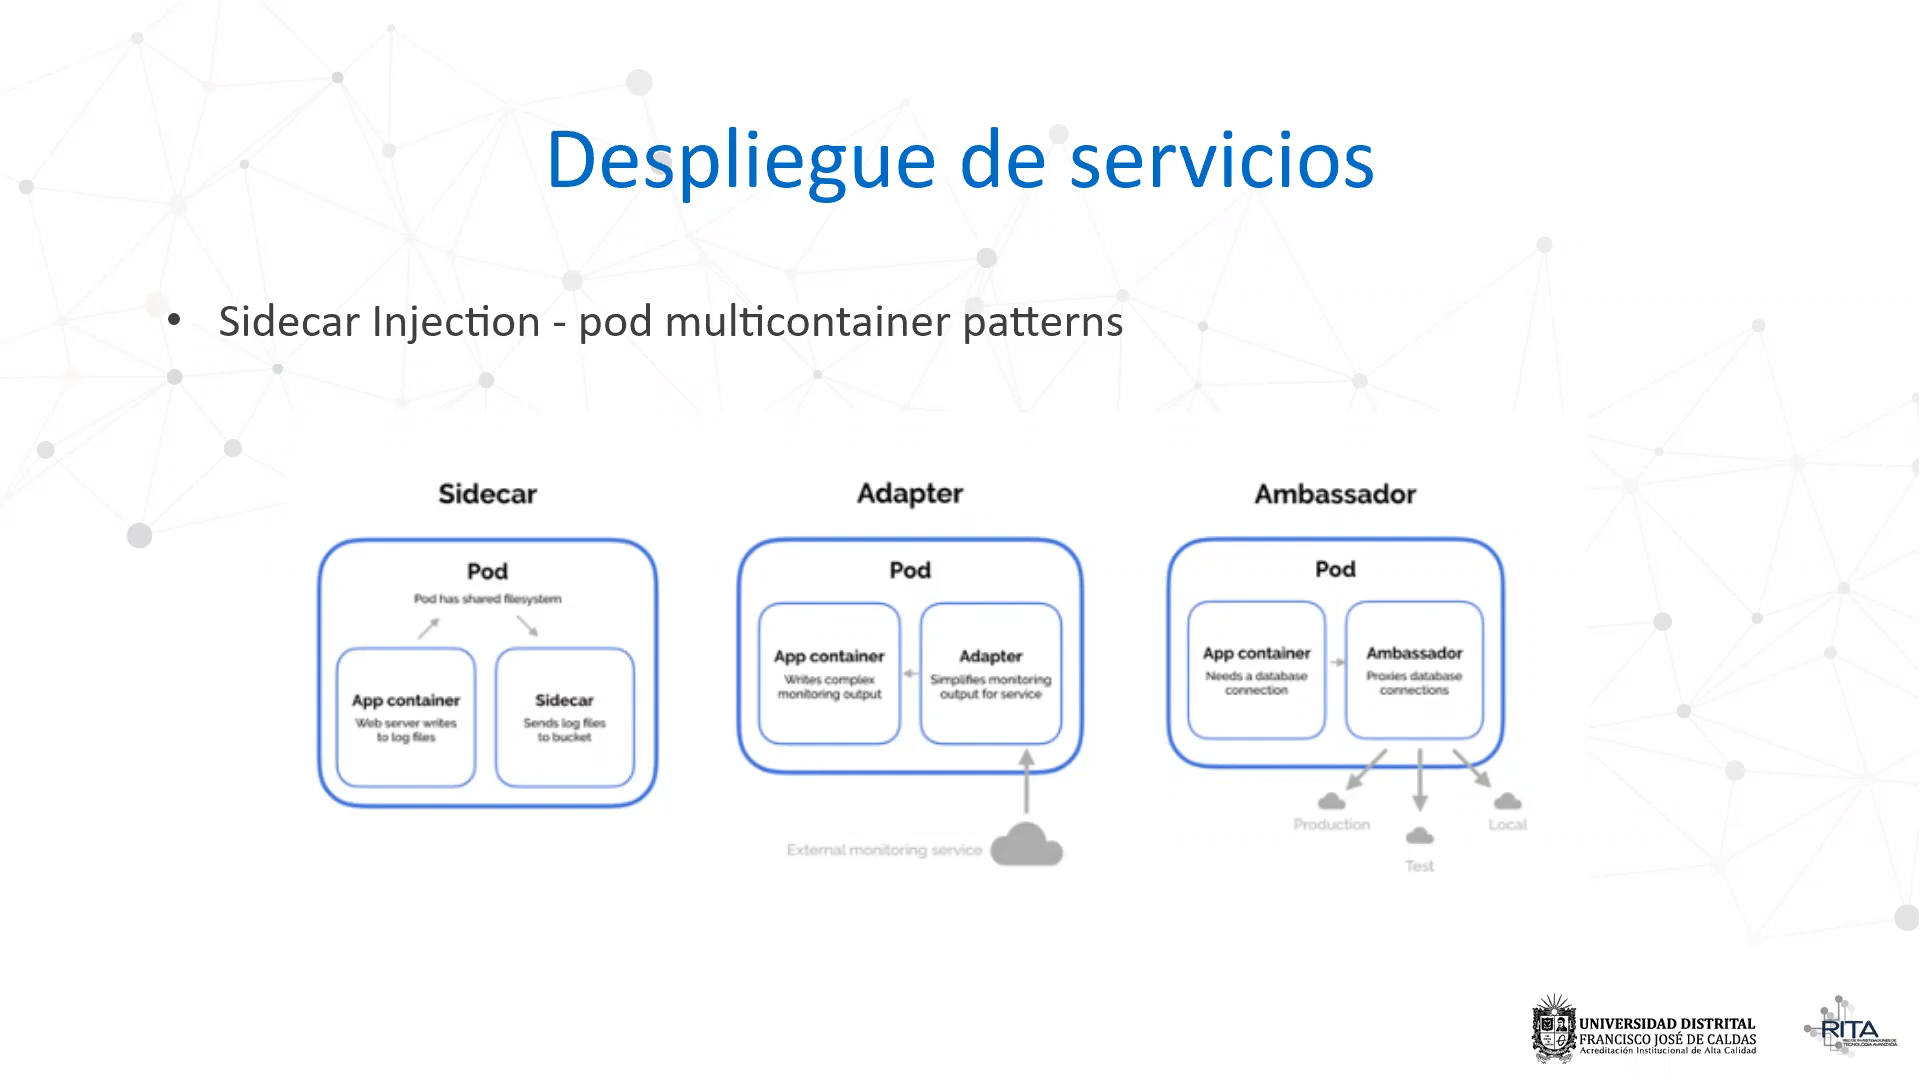 Despliegue de servicios
• Sidecar Injection - pod multicontainer patterns
Sidecar
Pod
Pod has shared filesystem
App container
Web server writes
to log files
Sidecar
Sends log files
to bucket
Adapter
Pod
App container
Writes complex
monitoring output
Adapter
Simplifies monitoring
output for service
External monitoring service
Ambassador
Pod
App container
Needs a database
connection
Ambassador
Proxies database
connections
Production
Test
Local
UNIVERSIDAD DISTRITAL
FRANCISCO JOSÉ DE CALDAS
Acreditación Institucional de Alta Calidad
RITA